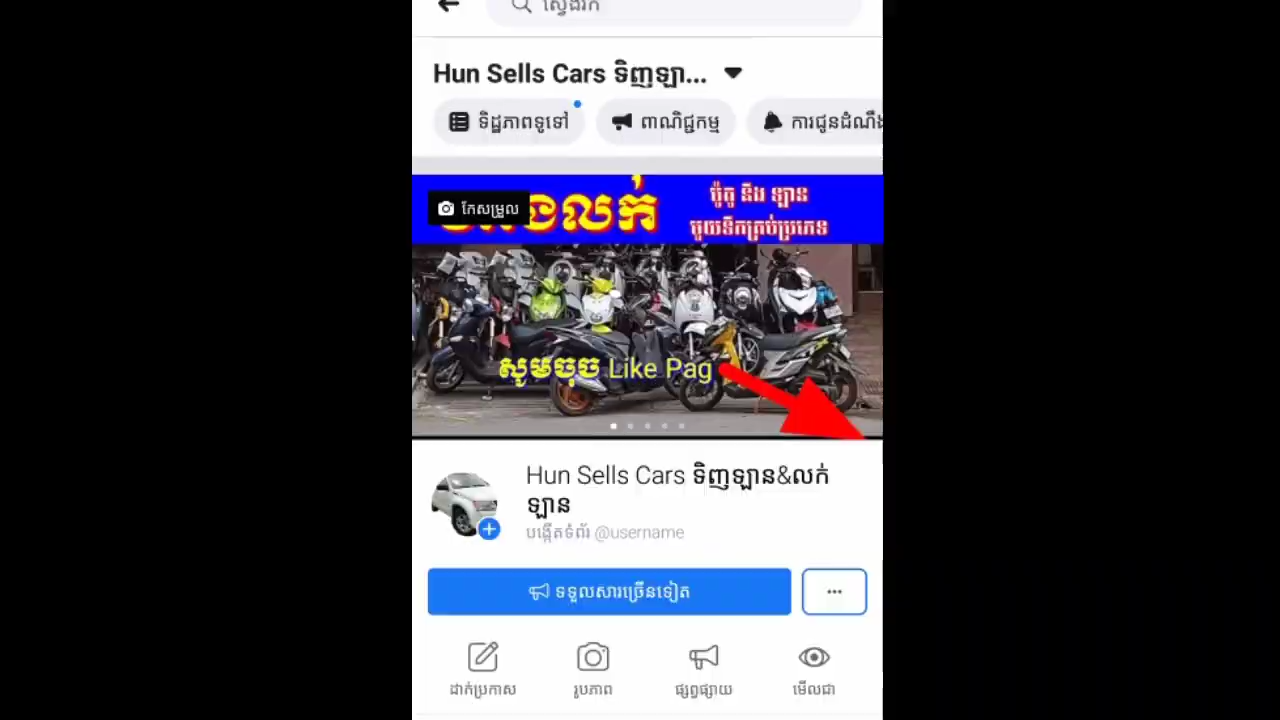 ស្វែងរក
Hun Sells Cars ទិញឡា...
ទិដ្ឋភាពទូទៅ
ពាណិជ្ជកម្ម
ការជូនដំណឹង
កែសម្រួល
លក់
ប៉ូតូ និង ឡាន
មួយទឹកគ្រប់ប្រភេទ
សូមចុច Like Pag
Hun Sells Cars ទិញឡាន&លក់
ឡាន
បង្កើតទំព័រ @username
ទទួលសារច្រើនទៀត
ដាក់ប្រកាស
រូបភាព
ផ្សព្វផ្សាយ
មើលជា